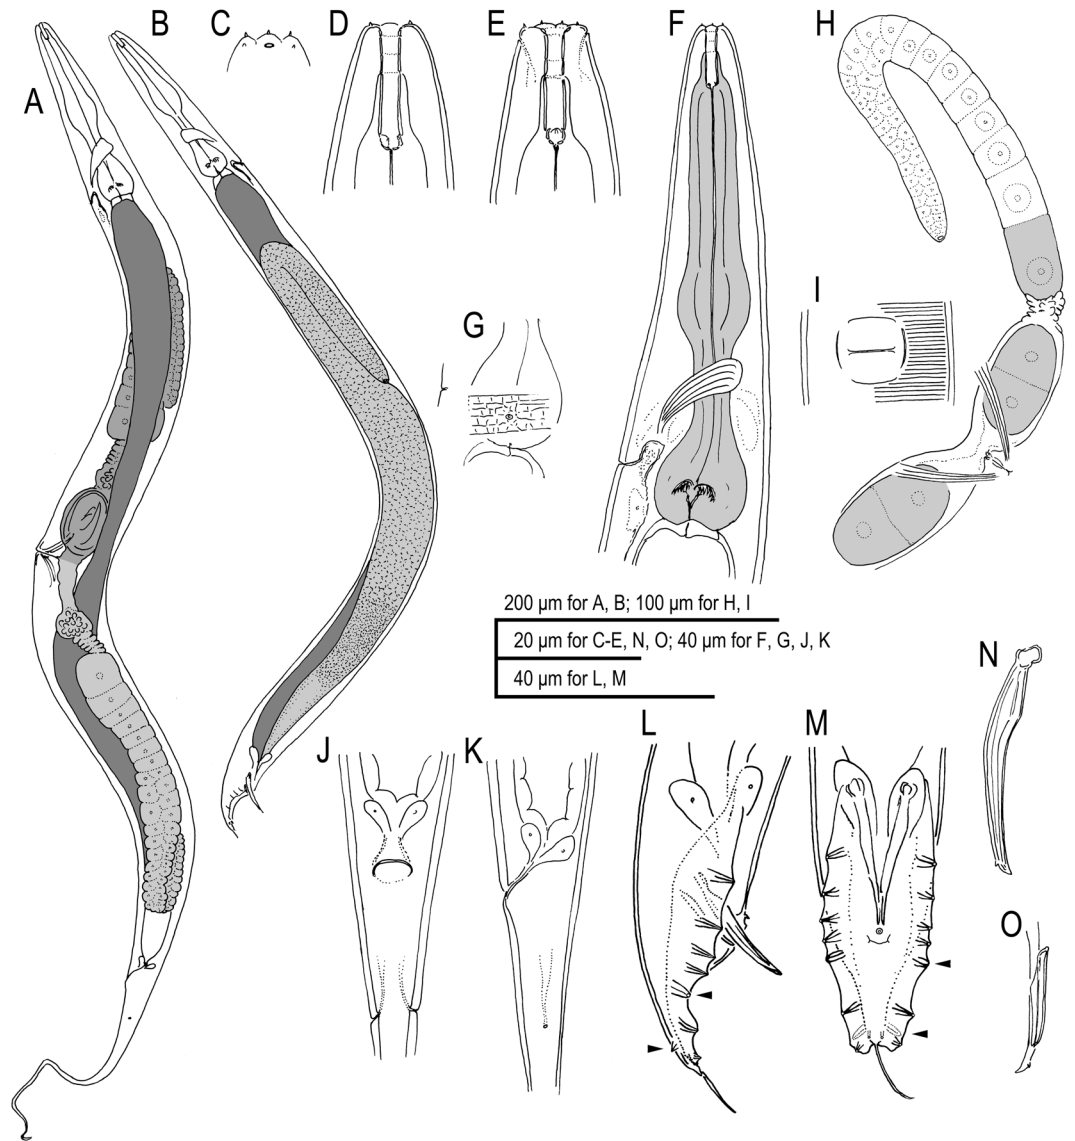 A
B
C
D
E
F
G
H
I
200 µm for A, B; 100 µm for H, I
20 µm for C-E, N, O; 40 µm for F, G, J, K
40 µm for L, M
J
K
L
M
N
O